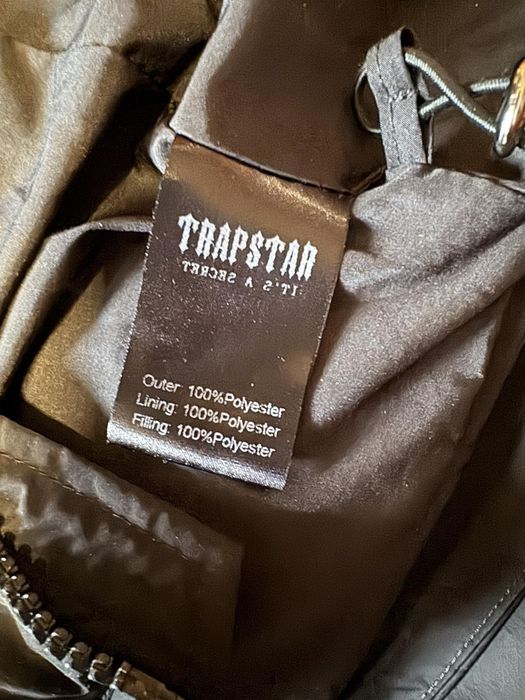 TRAPSTAR
IT'S A SECRET
Outer: 100%Polyester
Lining: 100%Polyester
Filling: 100%Polyester